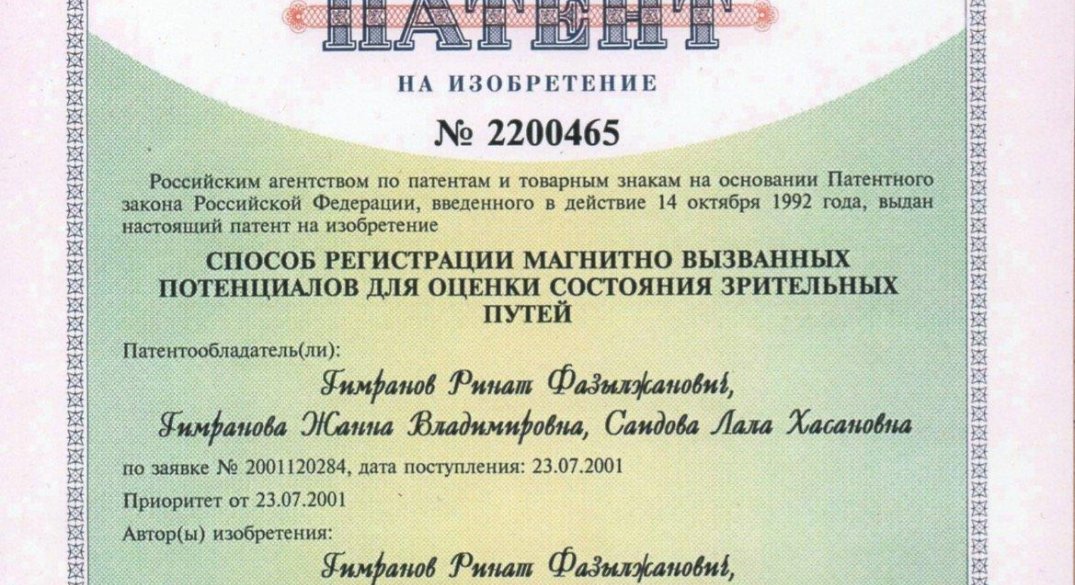 ПАТЕНТ
НА ИЗОБРЕТЕНИЕ
№ 2200465
Российским агентством по патентам и товарным знакам на основании Патентного
закона Российской Федерации, введенного в действие 14 октября 1992 года, выдан
настоящий патент на изобретение
СПОСОБ РЕГИСТРАЦИИ МАГНИТНО ВЫЗВАННЫХ
ПОТЕНЦИАЛОВ ДЛЯ ОЦЕНКИ СОСТОЯНИЯ ЗРИТЕЛЬНЫХ
ПУТЕЙ
Патентообладатель(ли):
Гимранов Ринат Фазылжанович,
Гимранова Жанна Владимировна, Саидова Лала Хасановна
по заявке № 2001120284, дата поступления: 23.07.2001
Приоритет от 23.07.2001
Автор(ы) изобретения:
Гимранов Ринат Фазылжанович,